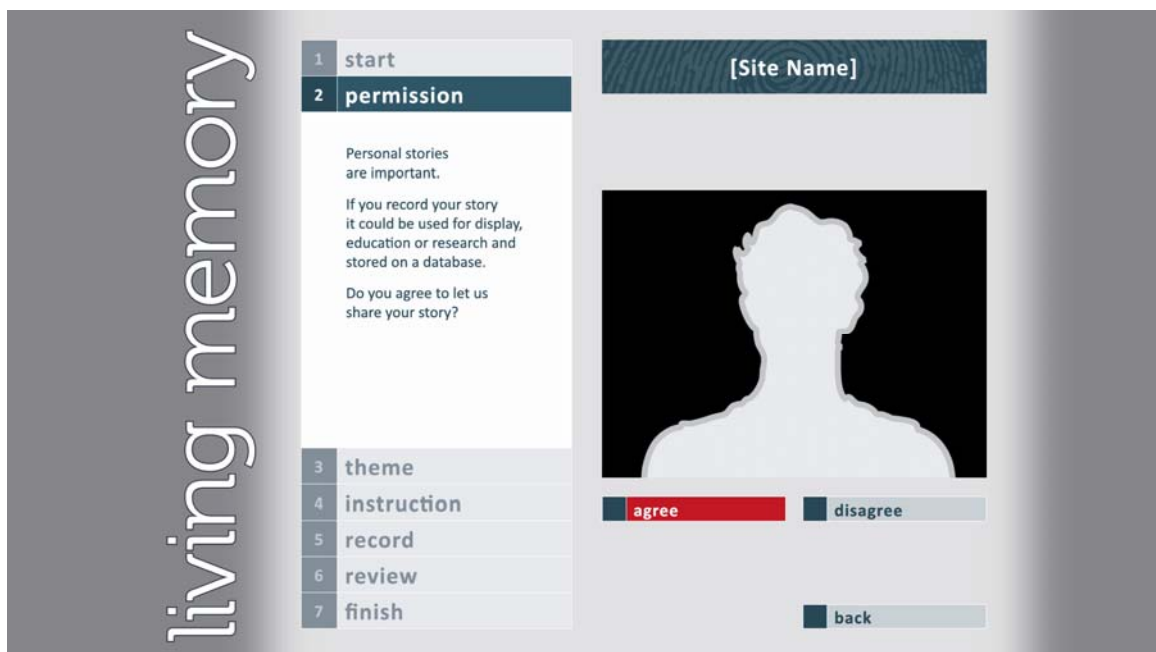 living memory
1 start
2 permission
Personal stories
are important.
If you record your story
it could be used for display,
education or research and
stored on a database.
Do you agree to let us
share your story?
3 theme
4 instruction
5 record
6 review
7 finish
[Site Name]
agree
disagree
back